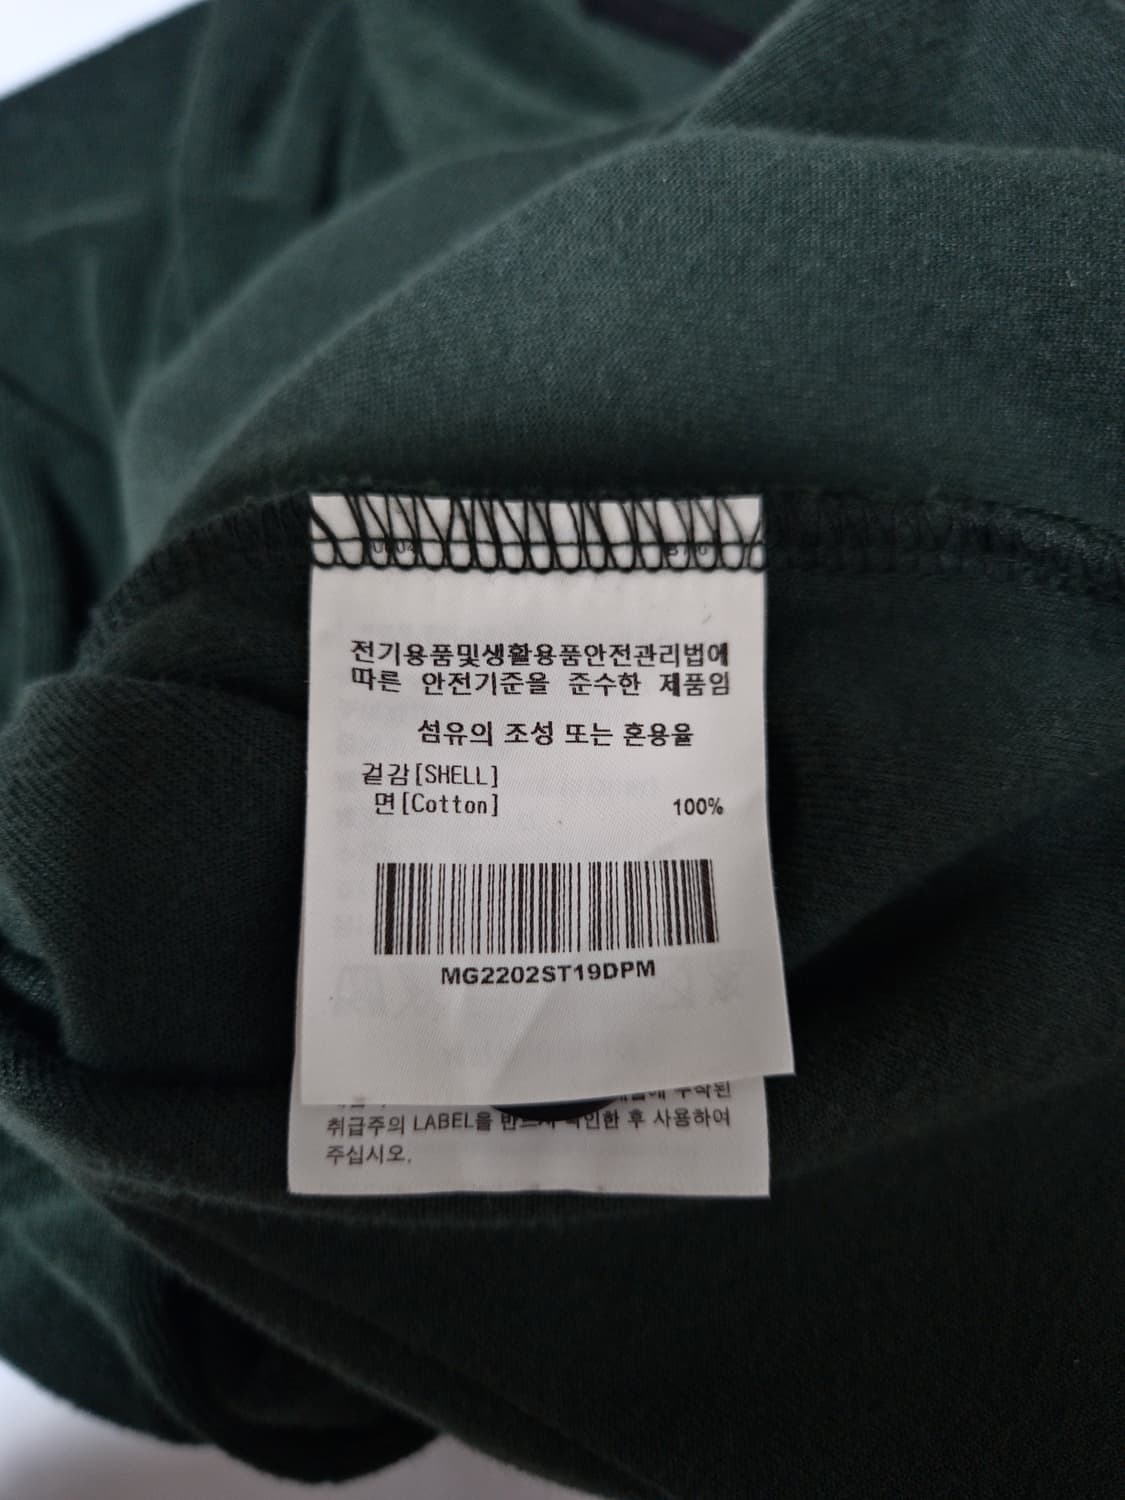 전기용품및생활용품안전관리법에
따른 안전기준을 준수한 제품임
섬유의 조성 또는 혼용율
겉감[SHELL]
면[Cotton] 100%
MG2202ST19DPM
부착된
취급주의 LABEL을 반드시 확인한 후 사용하여
주십시오.